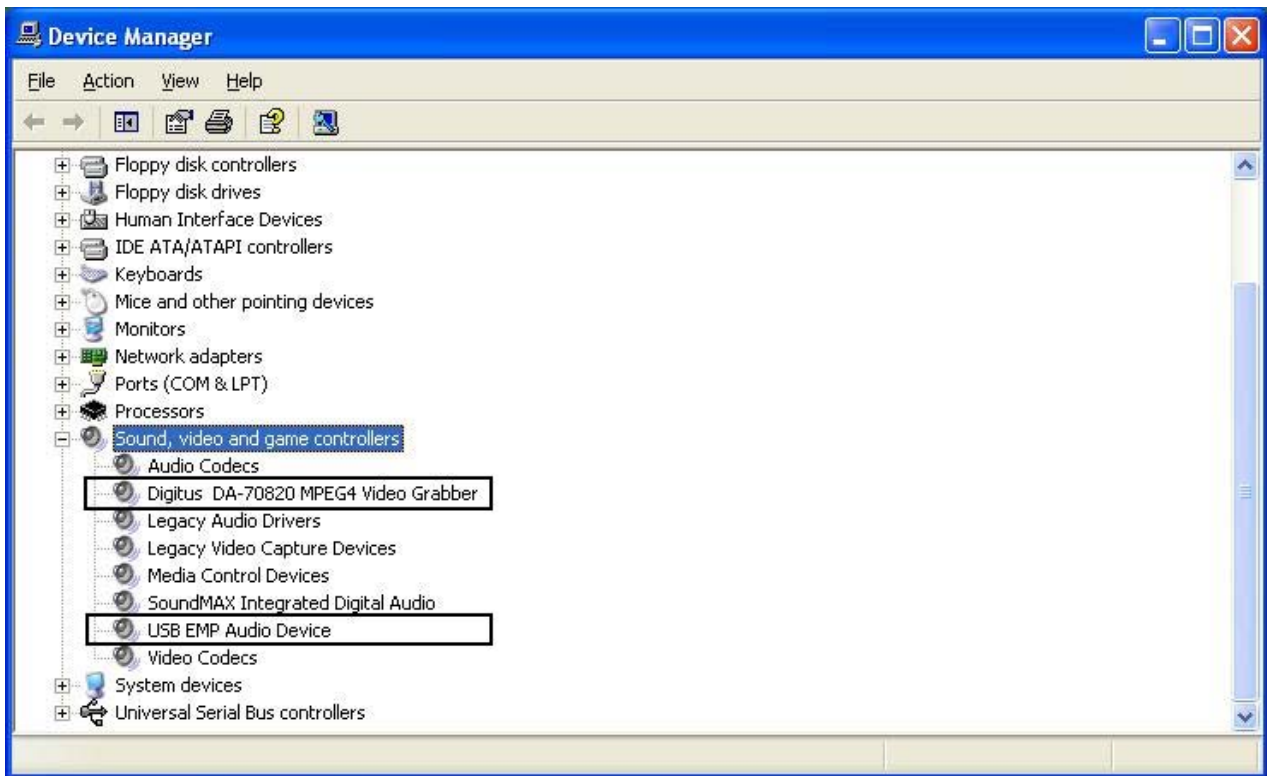 Device Manager
File Action View Help
Floppy disk controllers
Floppy disk drives
Human Interface Devices
IDE ATA/ATAPI controllers
Keyboards
Mice and other pointing devices
Monitors
Network adapters
Ports (COM & LPT)
Processors
Sound, video and game controllers
Audio Codecs
Digitus DA-70820 MPEG4 Video Grabber
Legacy Audio Drivers
Legacy Video Capture Devices
Media Control Devices
SoundMAX Integrated Digital Audio
USB EMP Audio Device
Video Codecs
System devices
Universal Serial Bus controllers